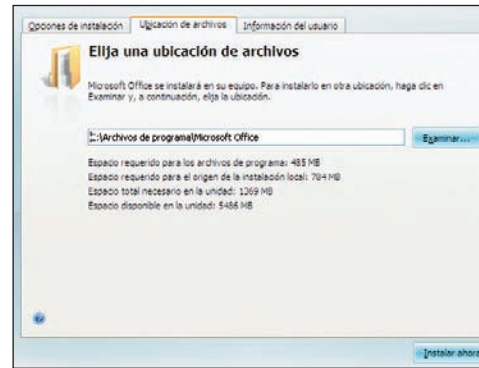 Opciones de instalación
Ubicación de archivos
Información del usuario
Elija una ubicación de archivos
Microsoft Office se instalará en su equipo. Para instalarlo en otra ubicación, haga clic en
Examinar y, a continuación, elija la ubicación.
:\Archivos de programa\Microsoft Office
Examinar...
Espacio requerido para los archivos de programa: 485 MB
Espacio requerido para el origen de la instalación local: 784 MB
Espacio total necesario en la unidad: 1369 MB
Espacio disponible en la unidad: 5486 MB
Instalar ahora